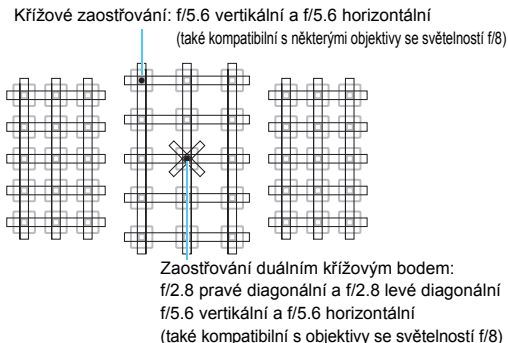 Křížové zaostřování: f/5.6 vertikální a f/5.6 horizontální
(také kompatibilní s některými objektivy se světelností f/8)
Zaostřování duálním křížovým bodem:
f/2.8 pravé diagonální a f/2.8 levé diagonální
f/5.6 vertikální a f/5.6 horizontální
(také kompatibilní s objektivy se světelností f/8)